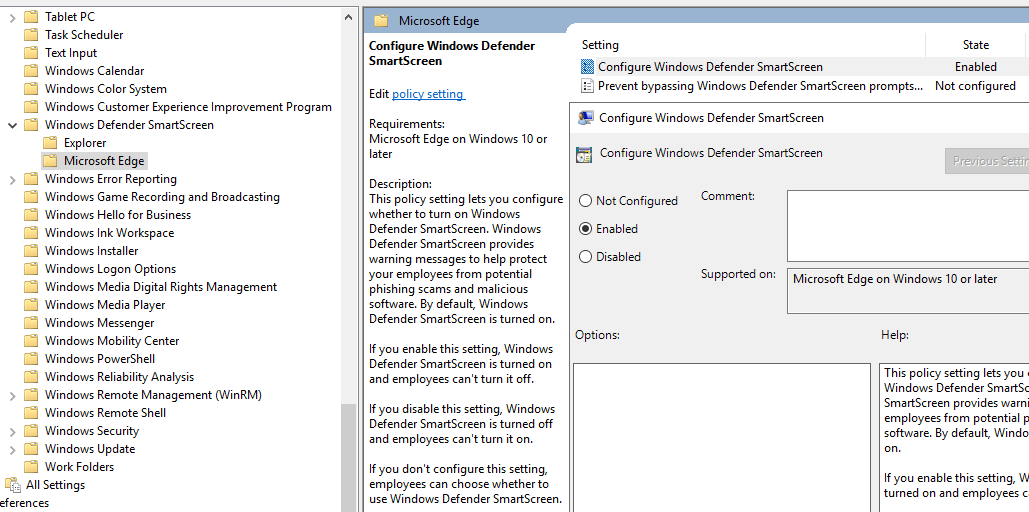 Tablet PC
Task Scheduler
Text Input
Windows Calendar
Windows Color System
Windows Customer Experience Improvement Program
Windows Defender SmartScreen
Explorer
Microsoft Edge
Windows Error Reporting
Windows Game Recording and Broadcasting
Windows Hello for Business
Windows Ink Workspace
Windows Installer
Windows Logon Options
Windows Media Digital Rights Management
Windows Media Player
Windows Messenger
Windows Mobility Center
Windows PowerShell
Windows Reliability Analysis
Windows Remote Management (WinRM)
Windows Remote Shell
Windows Security
Windows Update
Work Folders
All Settings
eferences
Microsoft Edge
Configure Windows Defender
SmartScreen
Edit policy setting
Requirements:
Microsoft Edge on Windows 10 or
later
Description:
This policy setting lets you configure
whether to turn on Windows
Defender SmartScreen. Windows
Defender SmartScreen provides
warning messages to help protect
your employees from potential
phishing scams and malicious
software. By default, Windows
Defender SmartScreen is turned on.
If you enable this setting, Windows
Defender SmartScreen is turned on
and employees can't turn it off.
If you disable this setting, Windows
Defender SmartScreen is turned off
and employees can't turn it on.
If you don't configure this setting,
employees can choose whether to
use Windows Defender SmartScreen.
Setting State
Configure Windows Defender SmartScreen Enabled
Prevent bypassing Windows Defender SmartScreen prompts... Not configured
Configure Windows Defender SmartScreen
Configure Windows Defender SmartScreen
Previous Settin
Not Configured
Enabled
Disabled
Comment:
Supported on:
Microsoft Edge on Windows 10 or later
Options:
Help:
This policy setting lets you
Windows Defender SmartSc
SmartScreen provides warni
employees from potential p
software. By default, Windo
on.
If you enable this setting, W
turned on and employees c